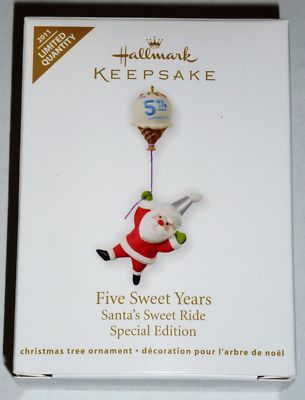 2011
LIMITED
QUANTITY
Hallmark
KEEPSAKE
5th
Five Sweet Years
Santa's Sweet Ride
Special Edition
christmas tree ornament • décoration pour l'arbre de noël